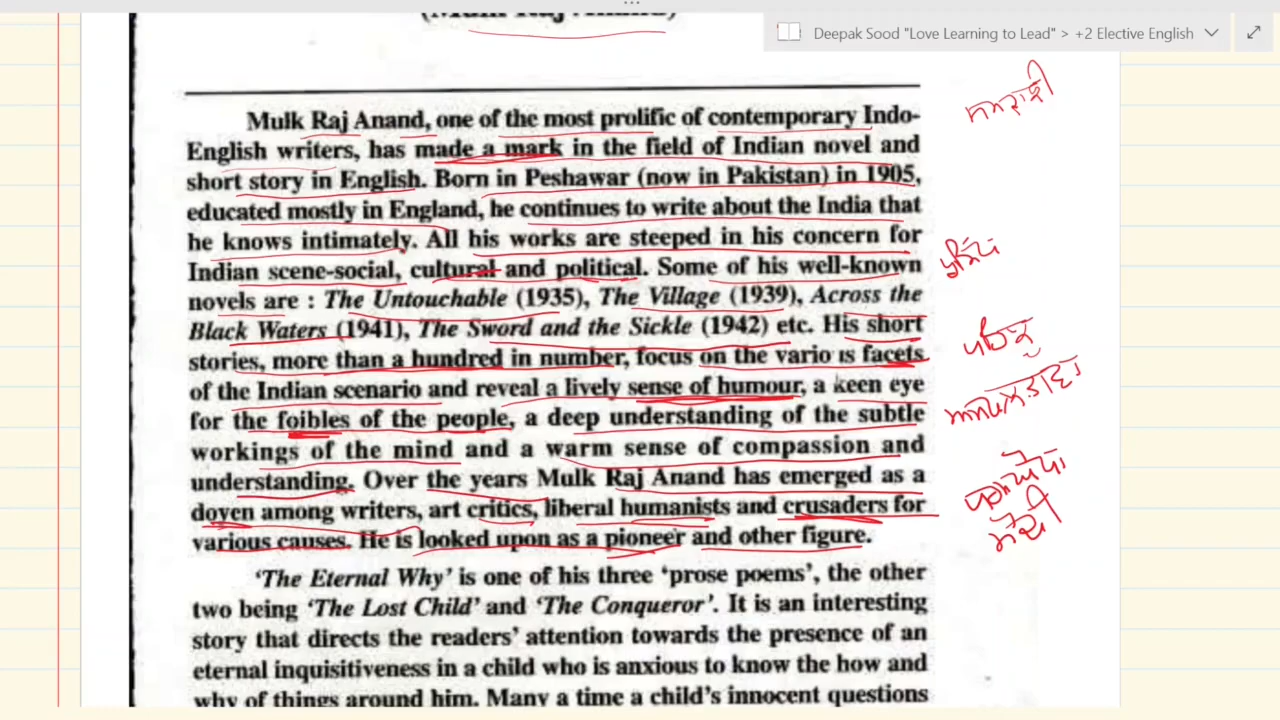 (Mulk Raj Anand)
Deepak Sood "Love Learning to Lead" > +2 Elective English
Mulk Raj Anand, one of the most prolific of contemporary Indo-
English writers, has made a mark in the field of Indian novel and
short story in English. Born in Peshawar (now in Pakistan) in 1905,
educated mostly in England, he continues to write about the India that
he knows intimately. All his works are steeped in his concern for
Indian scene-social, cultural and political. Some of his well-known
novels are : The Untouchable (1935), The Village (1939), Across the
Black Waters (1941), The Sword and the Sickle (1942) etc. His short
stories, more than a hundred in number, focus on the vario ıs facets
of the Indian scenario and reveal a lively sense of humour, a keen eye
for the foibles of the people, a deep understanding of the subtle
workings of the mind and a warm sense of compassion and
understanding. Over the years Mulk Raj Anand has emerged as a
doyen among writers, art critics, liberal humanists and crusaders for
various causes. He is looked upon as a pioneer and other figure.
'The Eternal Why' is one of his three 'prose poems', the other
two being 'The Lost Child' and 'The Conqueror'. It is an interesting
story that directs the readers' attention towards the presence of an
eternal inquisitiveness in a child who is anxious to know the how and
why of things around him. Many a time a child's innocent questions